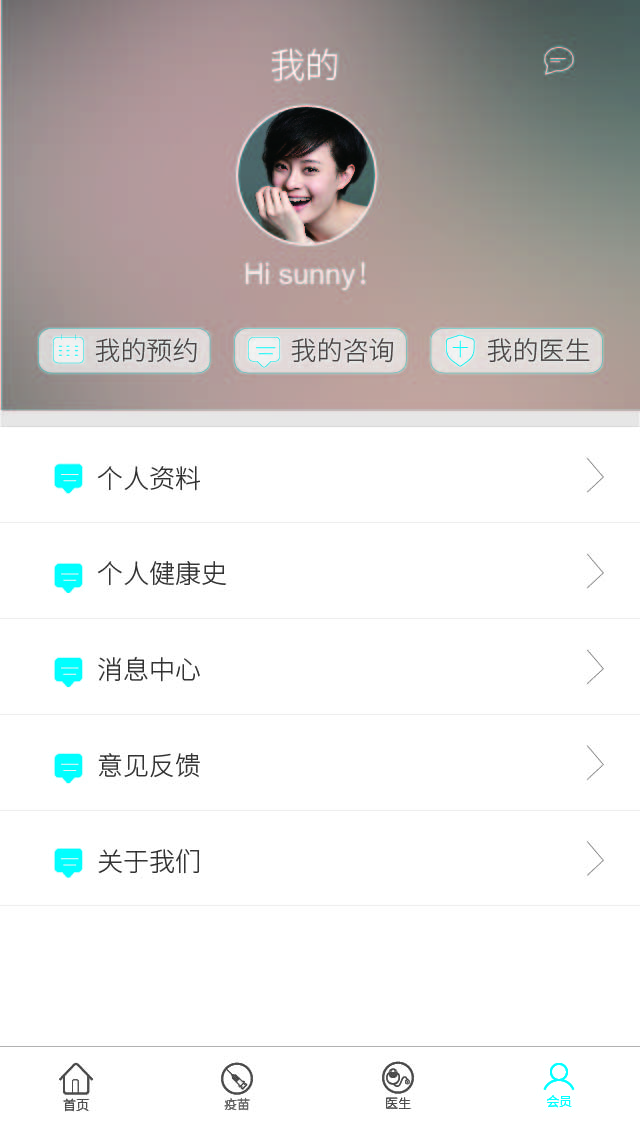 我的
Hi sunny!
我的预约 我的咨询 我的医生
个人资料
个人健康史
消息中心
意见反馈
关于我们
首页 疫苗 医生 会员